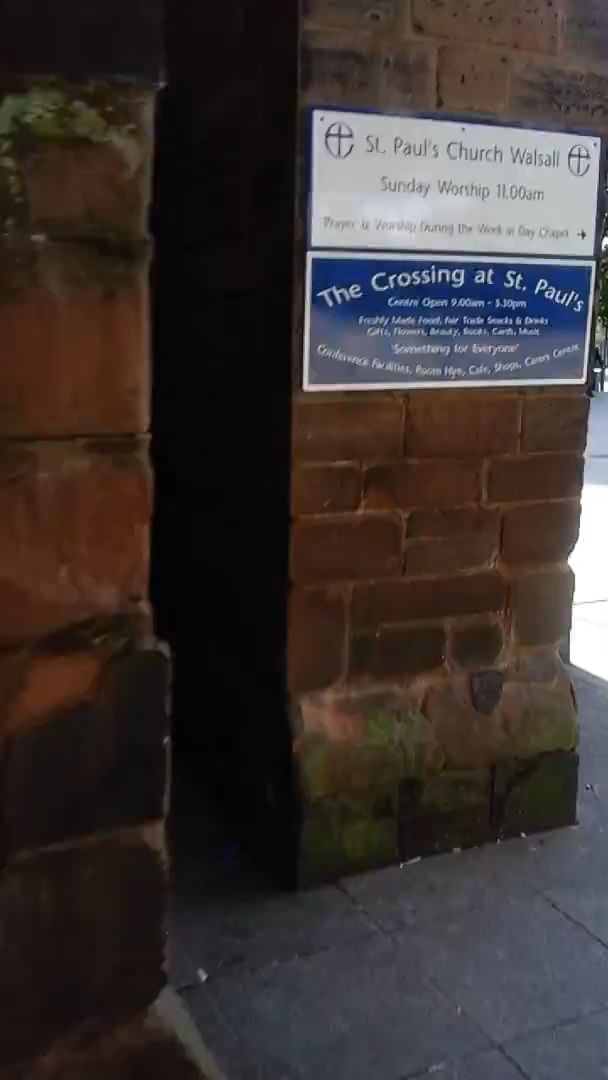 St. Paul's Church Walsall
Sunday Worship 11.00am
Prayer & Worship During the Week in Day Chapel
The Crossing at St. Paul's
Centre Open 9.00am - 5.30pm
Freshly Made Food, Fair Trade Snacks & Drinks
Gifts, Flowers, Beauty, Books, Cards, Music
'Something for Everyone'
Conference Facilities, Room Hire, Cafe, Shops, Carers Centre